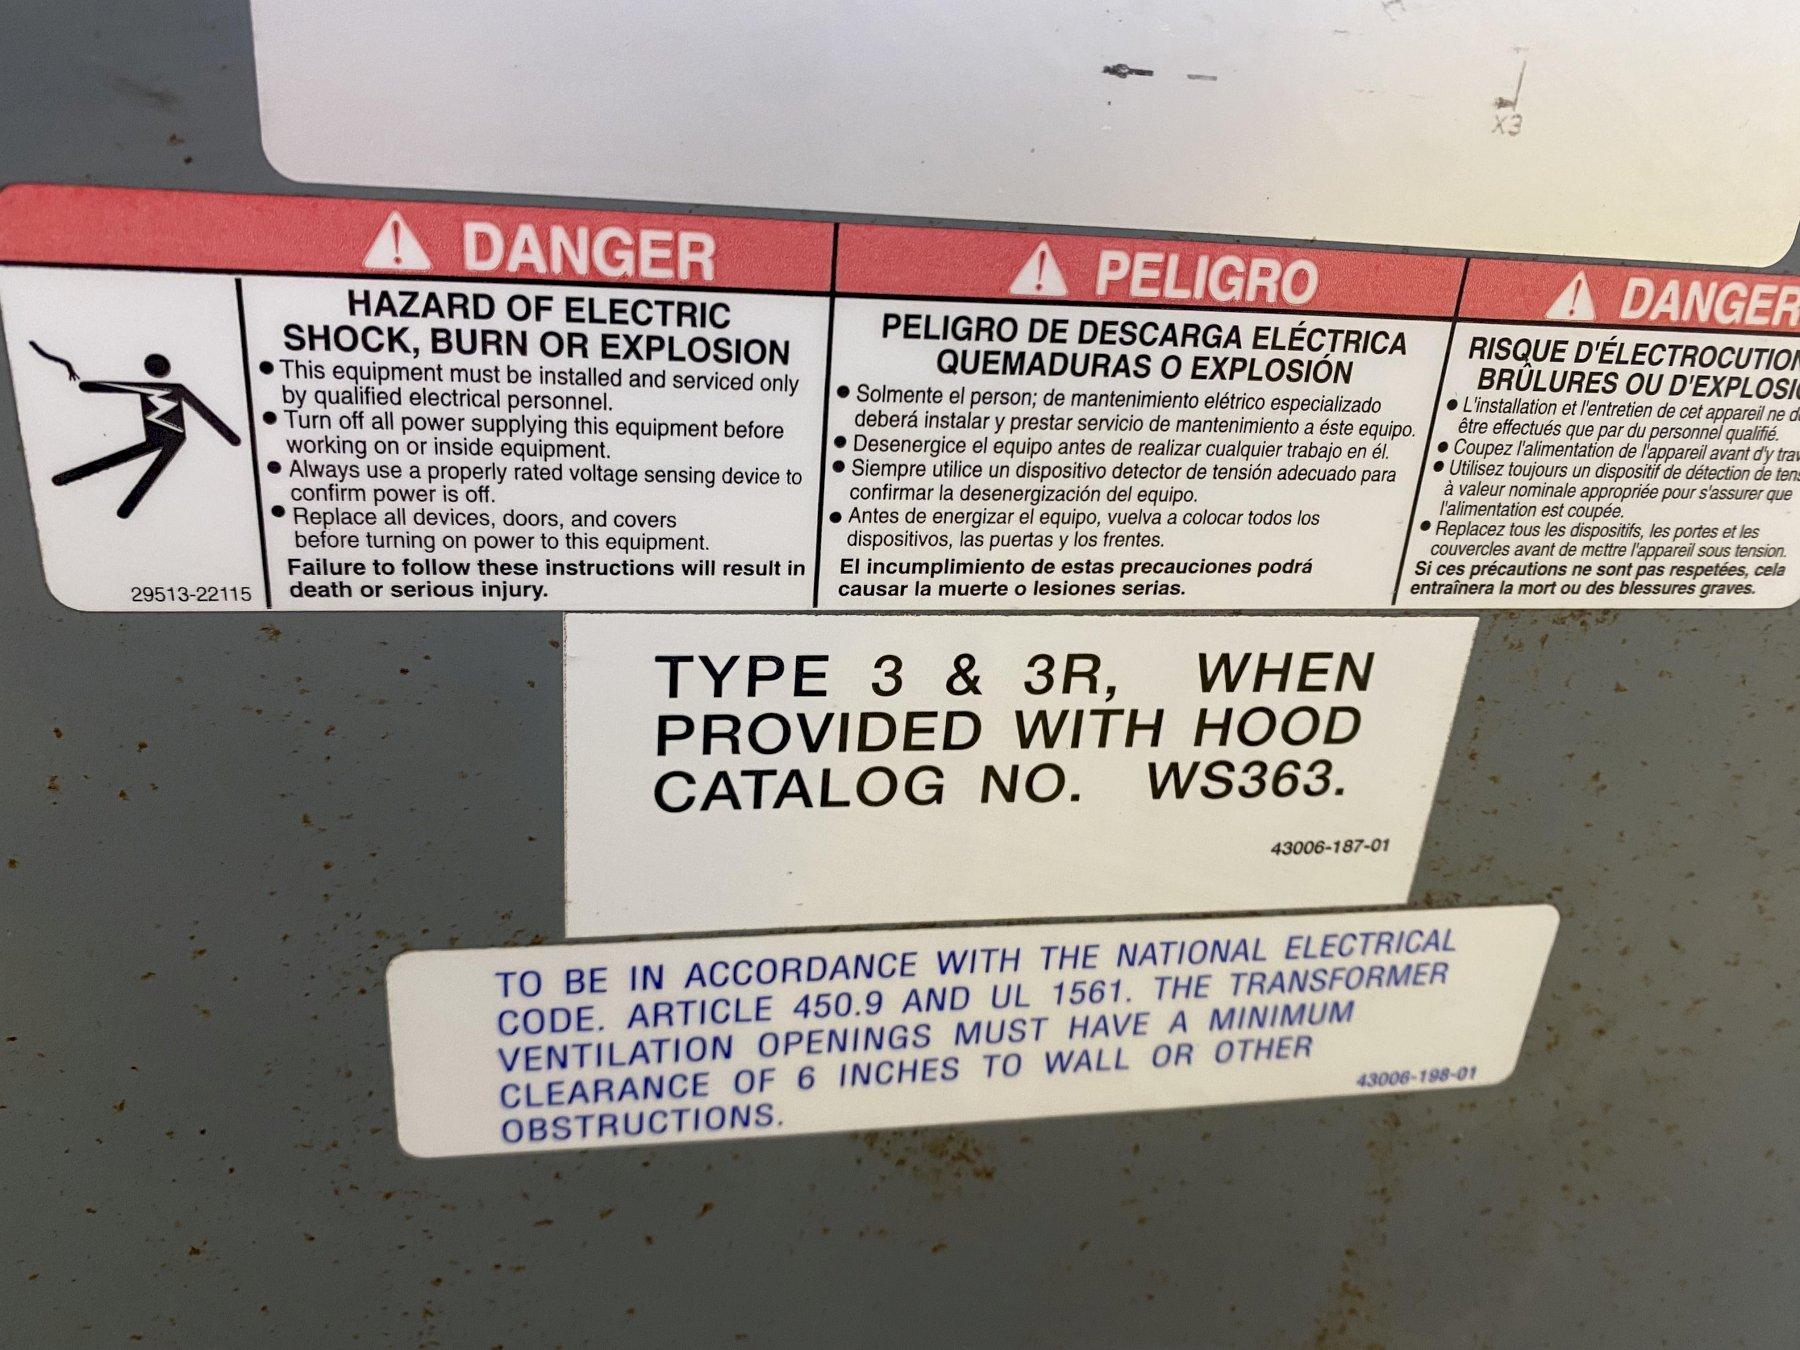 X3
DANGER
HAZARD OF ELECTRIC
SHOCK, BURN OR EXPLOSION
● This equipment must be installed and serviced only
by qualified electrical personnel.
● Turn off all power supplying this equipment before
working on or inside equipment.
● Always use a properly rated voltage sensing device to
confirm power is off.
● Replace all devices, doors, and covers
before turning on power to this equipment.
Failure to follow these instructions will result in
death or serious injury.
29513-22115
PELIGRO
PELIGRO DE DESCARGA ELÉCTRICA
QUEMADURAS O EXPLOSIÓN
● Solmente el person; de mantenimiento elétrico especializado
deberá instalar y prestar servicio de mantenimiento a éste equipo.
● Desenergice el equipo antes de realizar cualquier trabajo en él.
● Siempre utilice un dispositivo detector de tensión adecuado para
confirmar la desenergización del equipo.
● Antes de energizar el equipo, vuelva a colocar todos los
dispositivos, las puertas y los frentes.
El incumplimiento de estas precauciones podrá
causar la muerte o lesiones serias.
DANGER
RISQUE D'ÉLECTROCUTION
BRÛLURES OU D'EXPLOSI
● L'installation et l'entretien de cet appareil ne d
être effectués que par du personnel qualifié.
● Coupez l'alimentation de l'appareil avant d'y trav
● Utilisez toujours un dispositif de détection de tens
à valeur nominale appropriée pour s'assurer que
l'alimentation est coupée.
● Replacez tous les dispositifs, les portes et les
couvercles avant de mettre l'appareil sous tension.
Si ces précautions ne sont pas respetées, cela
entraînera la mort ou des blessures graves.
TYPE 3 & 3R, WHEN
PROVIDED WITH HOOD
CATALOG NO. WS363.
43006-187-01
TO BE IN ACCORDANCE WITH THE NATIONAL ELECTRICAL
CODE. ARTICLE 450.9 AND UL 1561. THE TRANSFORMER
VENTILATION OPENINGS MUST HAVE A MINIMUM
CLEARANCE OF 6 INCHES TO WALL OR OTHER
OBSTRUCTIONS.
43006-198-01